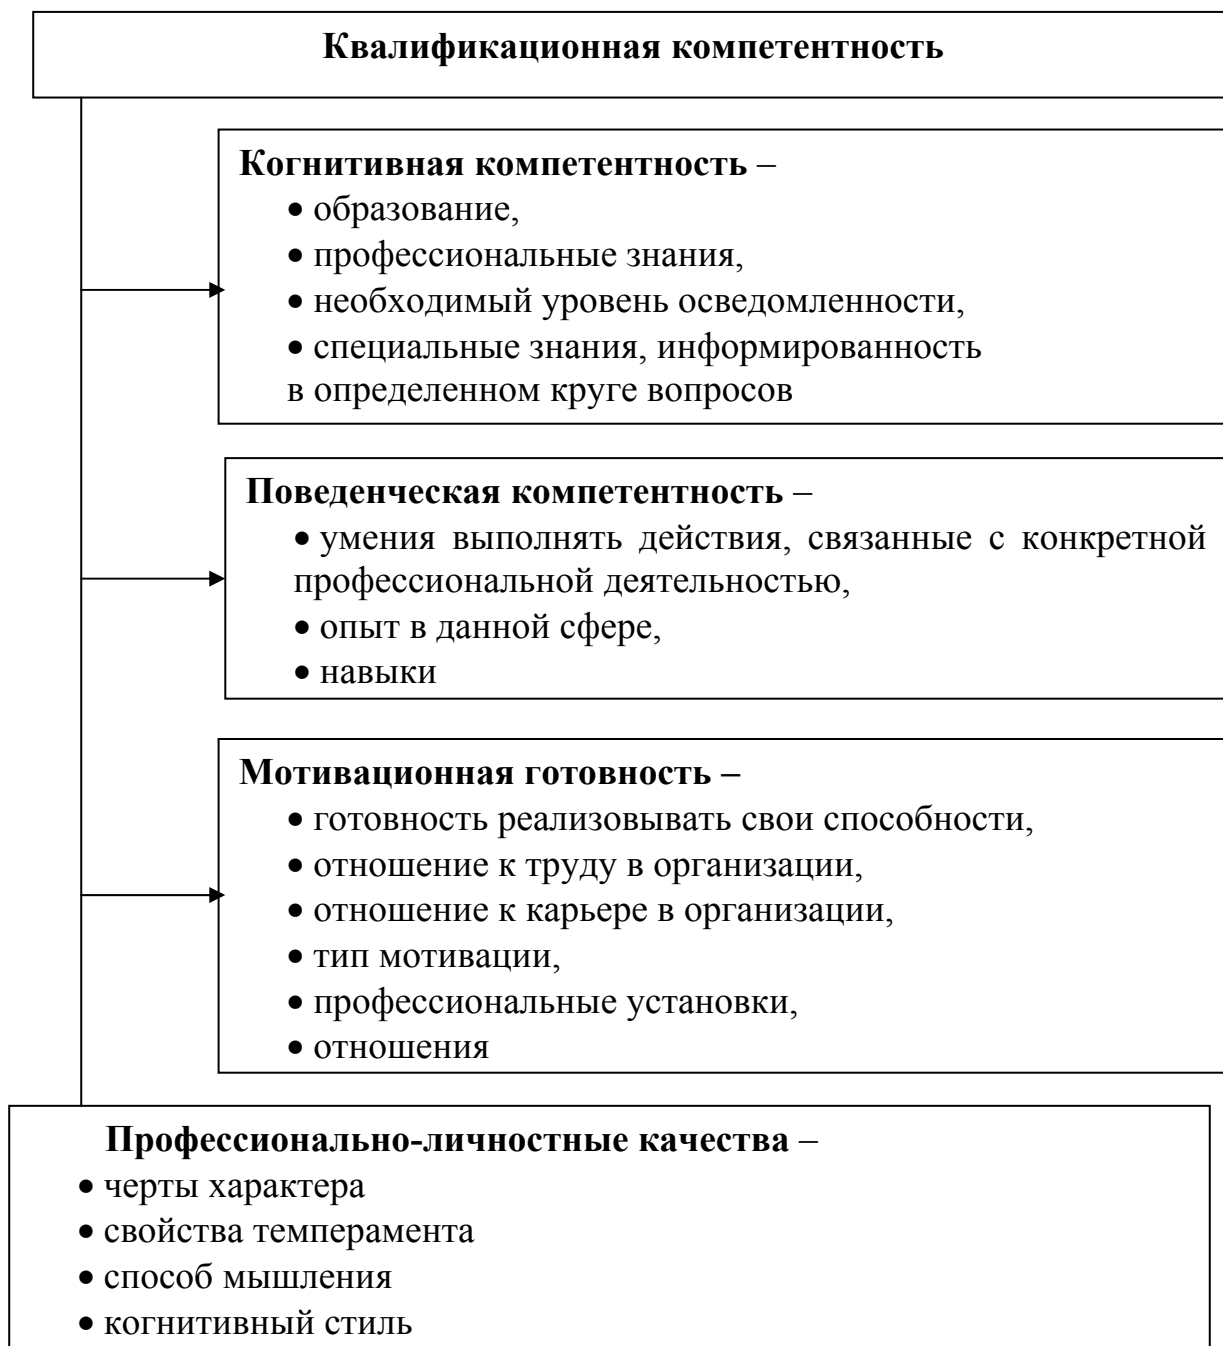 Квалификационная компетентность
Когнитивная компетентность –
• образование,
• профессиональные знания,
• необходимый уровень осведомленности,
• специальные знания, информированность
в определенном круге вопросов
Поведенческая компетентность –
• умения выполнять действия, связанные с конкретной
профессиональной деятельностью,
• опыт в данной сфере,
• навыки
Мотивационная готовность –
• готовность реализовывать свои способности,
• отношение к труду в организации,
• отношение к карьере в организации,
• тип мотивации,
• профессиональные установки,
• отношения
Профессионально-личностные качества –
• черты характера
• свойства темперамента
• способ мышления
• когнитивный стиль